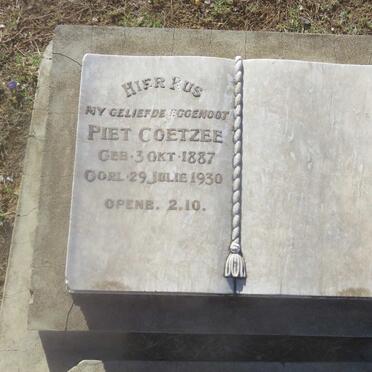 HIER RUS
MY GELIEFDE EGGENOOT
PIET COETZEE
GEB·3 OKT·1887
OORL·29 JULIE 1930
OPENB. 2.10.